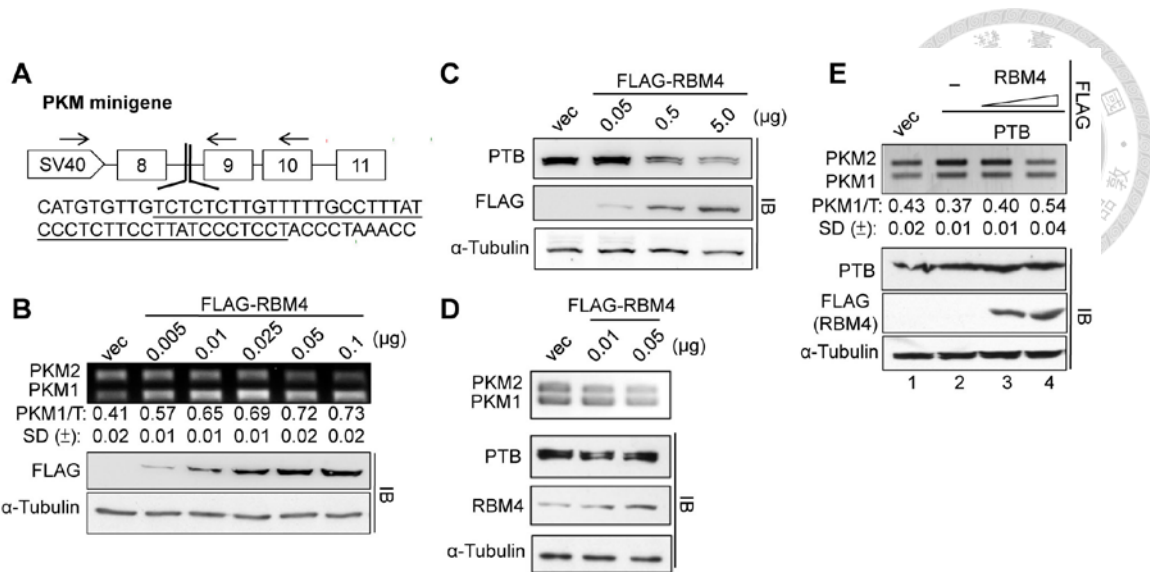 A
PKM minigene
SV40 8 9 10 11
CATGTGTTGTCTCTCTTGTTTTTGCCTTTAT
CCCTCTTCCTTATCCCTCCTACCCTAAACC
B
FLAG-RBM4
vec 0.005 0.01 0.025 0.05 0.1 (µg)
PKM2
PKM1
PKM1/T: 0.41 0.57 0.65 0.69 0.72 0.73
SD (±): 0.02 0.01 0.01 0.01 0.02 0.02
FLAG
α-Tubulin
IB
C
FLAG-RBM4
vec 0.05 0.5 5.0 (µg)
PTB
FLAG
α-Tubulin
IB
D
FLAG-RBM4
vec 0.01 0.05 (µg)
PKM2
PKM1
PTB
RBM4
α-Tubulin
IB
E
– RBM4
vec PTB
FLAG
PKM2
PKM1
PKM1/T: 0.43 0.37 0.40 0.54
SD (±): 0.02 0.01 0.01 0.04
PTB
FLAG
(RBM4)
α-Tubulin
IB
1 2 3 4